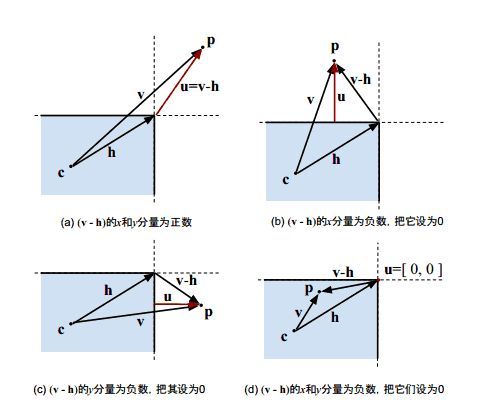 p
v
u=v-h
h
c
(a) (v - h)的x和y分量为正数
p
v-h
v
u
h
c
(b) (v - h)的x分量为负数, 把它设为0
h
v-h
u
p
c
v
(c) (v - h)的y分量为负数, 把其设为0
v-h
u=[ 0, 0 ]
p
v
h
c
(d) (v - h)的x和y分量为负数, 把它们设为0